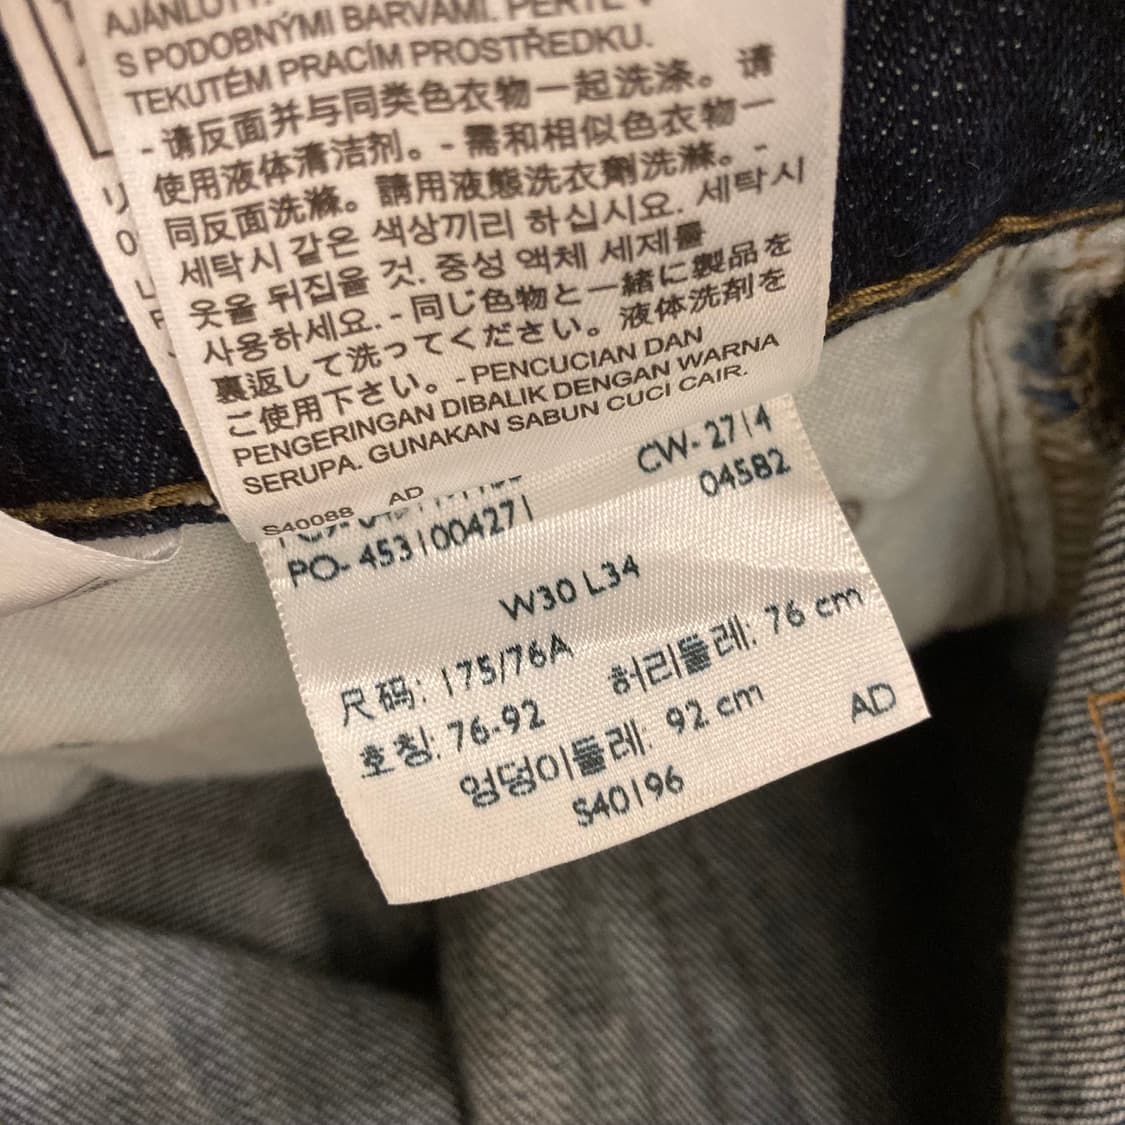 AJÁNLOTT.
S PODOBNÝMI BARVAMI. PERTE V
TEKUTÉM PRACÍM PROSTŘEDKU.
- 请反面并与同类色衣物一起洗涤。请
使用液体清洁剂。- 需和相似色衣物一
同反面洗滌。請用液態洗衣劑洗滌。-
세탁시 같은 색상끼리 하십시요. 세탁시
옷을 뒤집을 것. 중성 액체 세제를
사용하세요. - 同じ色物と一緒に製品を
裏返して洗ってください。液体洗剤を
ご使用下さい。- PENCUCIAN DAN
PENGERINGAN DIBALIK DENGAN WARNA
SERUPA. GUNAKAN SABUN CUCI CAIR.
S40088 AD
CW-2714
PO-4531004271 04582
W30 L34
尺码: 175/76A 허리둘레: 76 cm
호칭: 76-92
엉덩이둘레: 92 cm AD
S40196